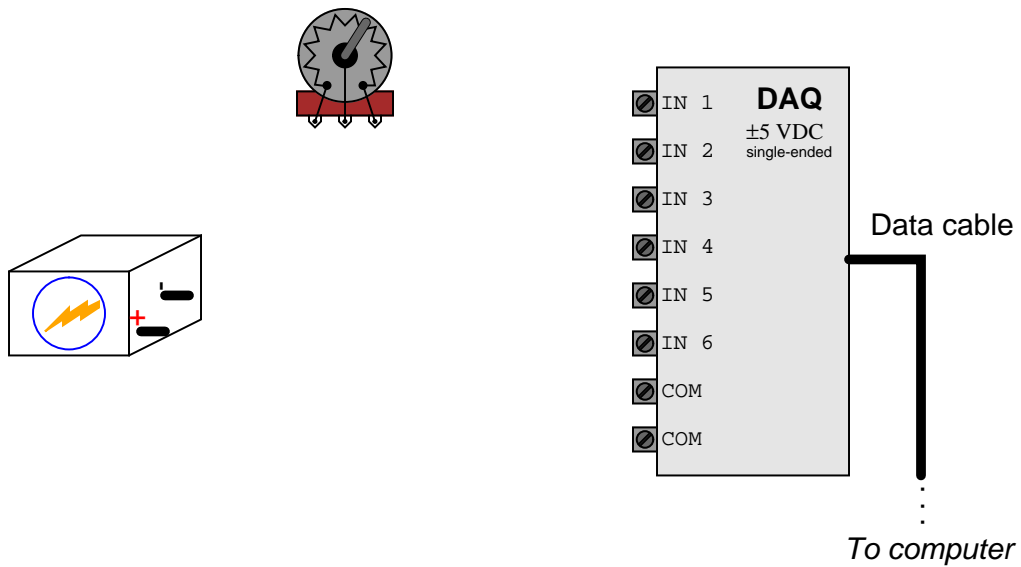 IN 1
DAQ
±5 VDC
single-ended
IN 2
IN 3
IN 4
IN 5
IN 6
COM
COM
Data cable
-
+
To computer